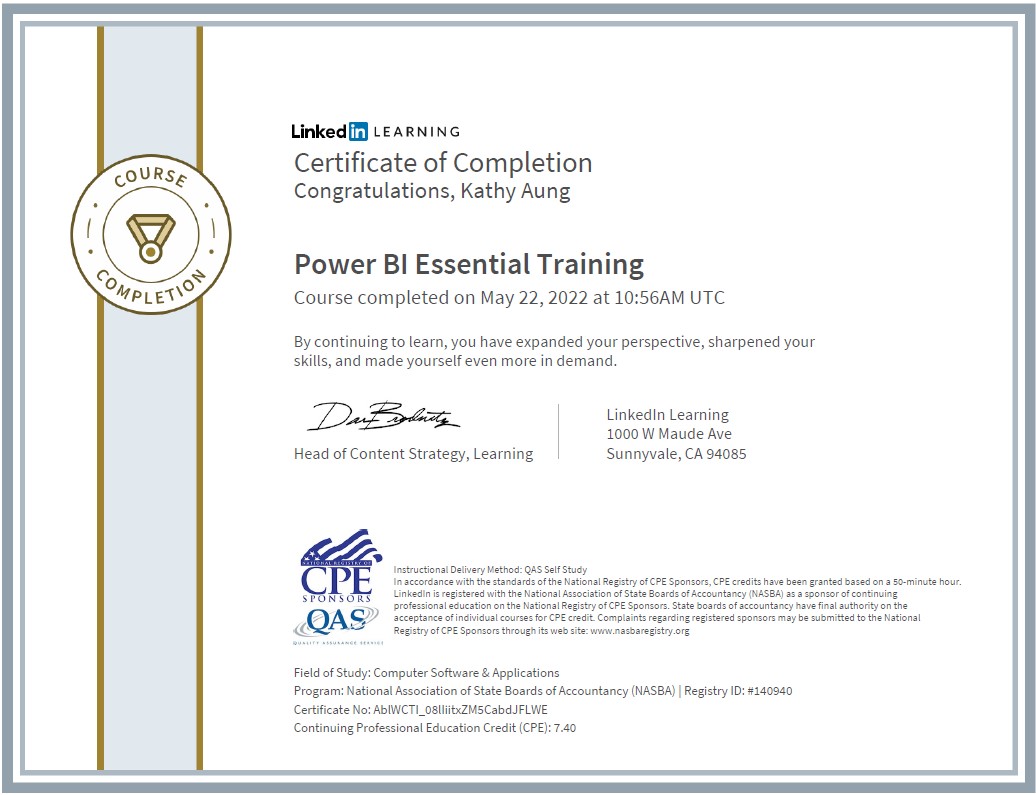 COURSE
COMPLETION
Linked in LEARNING
Certificate of Completion
Congratulations, Kathy Aung
Power BI Essential Training
Course completed on May 22, 2022 at 10:56AM UTC
By continuing to learn, you have expanded your perspective, sharpened your
skills, and made yourself even more in demand.
Head of Content Strategy, Learning
LinkedIn Learning
1000 W Maude Ave
Sunnyvale, CA 94085
NATIONAL REGISTRY OF
CPE
SPONSORS
QAS
QUALITY ASSURANCE SERVICE
Instructional Delivery Method: QAS Self Study
In accordance with the standards of the National Registry of CPE Sponsors, CPE credits have been granted based on a 50-minute hour.
LinkedIn is registered with the National Association of State Boards of Accountancy (NASBA) as a sponsor of continuing
professional education on the National Registry of CPE Sponsors. State boards of accountancy have final authority on the
acceptance of individual courses for CPE credit. Complaints regarding registered sponsors may be submitted to the National
Registry of CPE Sponsors through its web site: www.nasbaregistry.org
Field of Study: Computer Software & Applications
Program: National Association of State Boards of Accountancy (NASBA) | Registry ID: #140940
Certificate No: AblWCTI_08lIiitxZM5CabdJFLWE
Continuing Professional Education Credit (CPE): 7.40